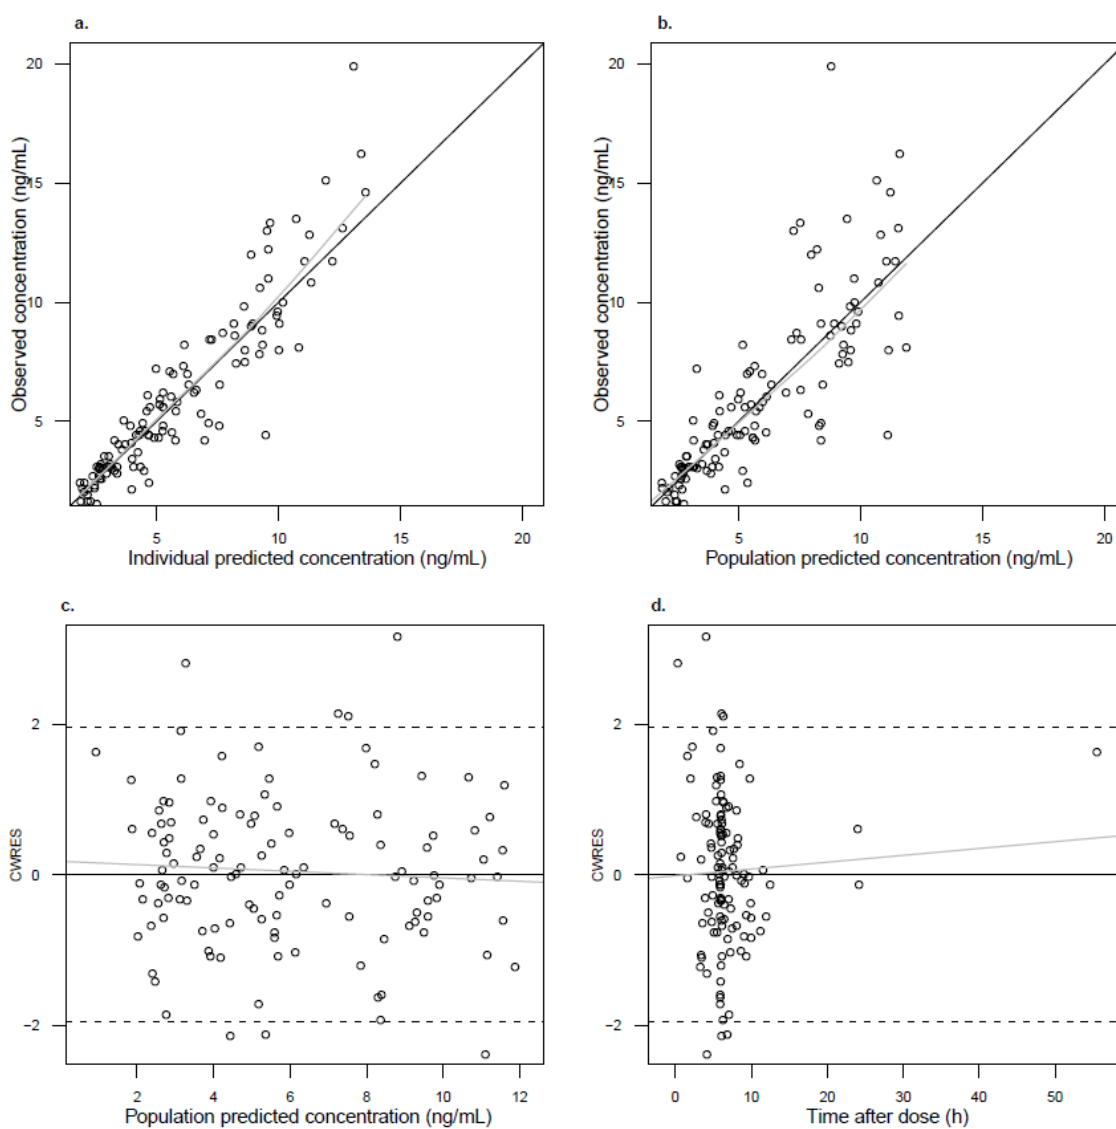 a.
b.
Observed concentration (ng/mL)
20
15
10
5
5 10 15 20
Individual predicted concentration (ng/mL)
Observed concentration (ng/mL)
20
15
10
5
5 10 15 20
Population predicted concentration (ng/mL)
c.
d.
CWRES
2
0
−2
2 4 6 8 10 12
Population predicted concentration (ng/mL)
CWRES
2
0
−2
0 10 20 30 40 50
Time after dose (h)